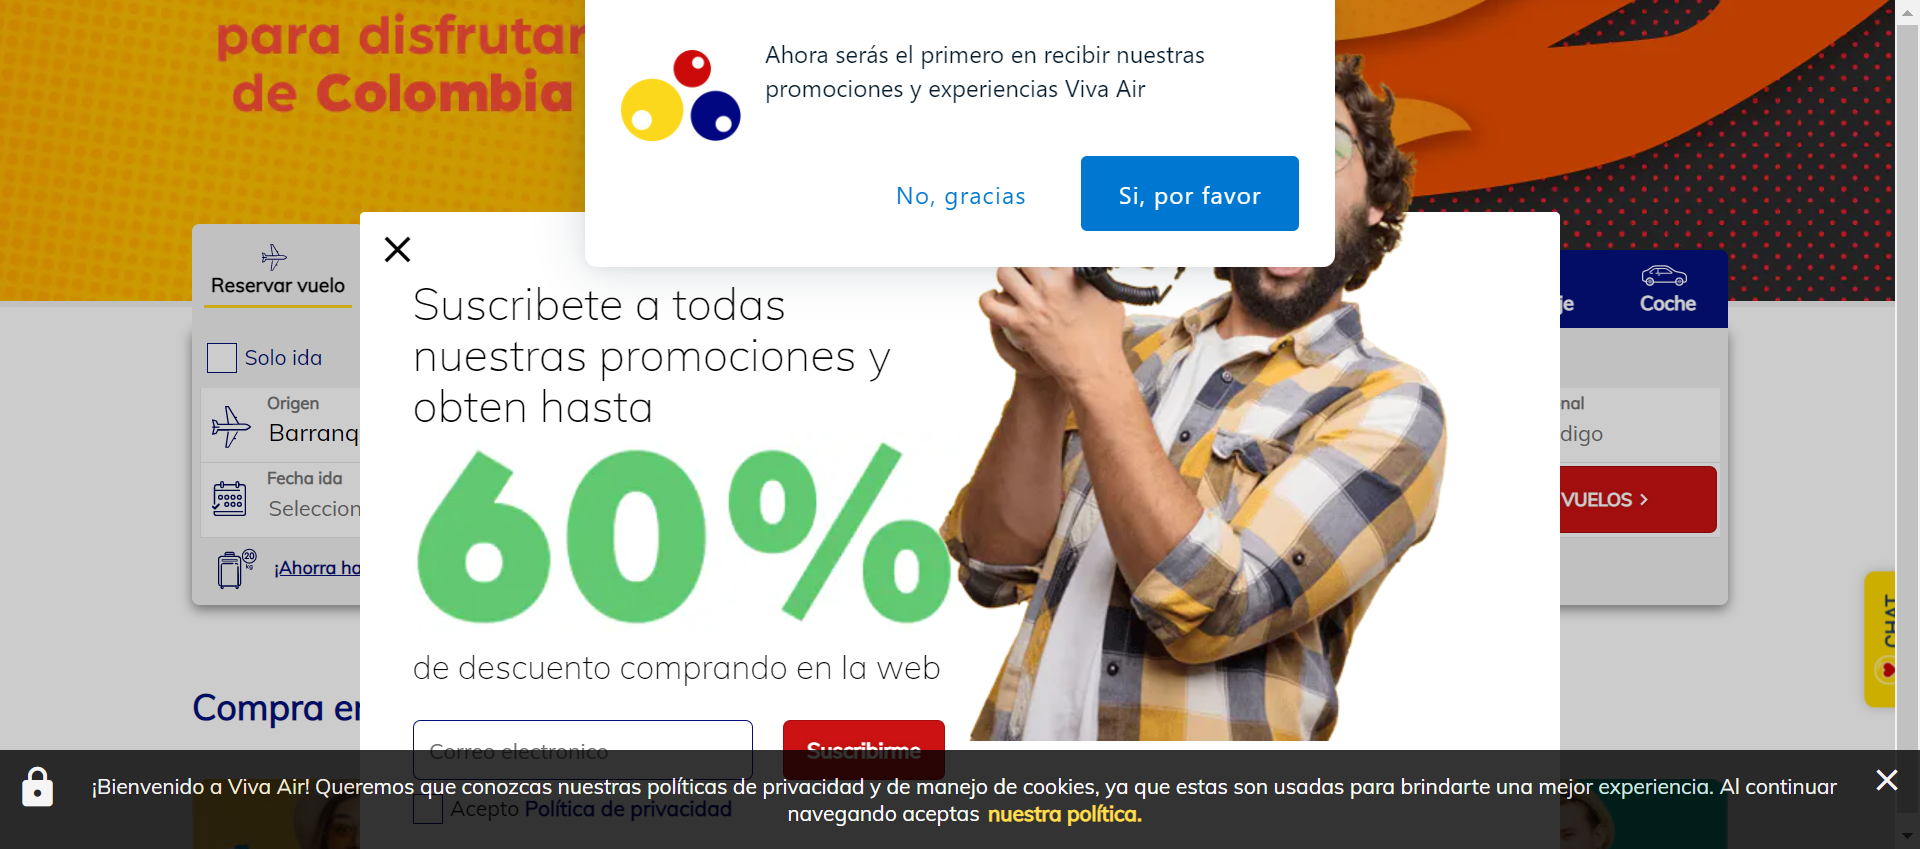 para disfrutar
de Colombia
Ahora serás el primero en recibir nuestras
promociones y experiencias Viva Air
No, gracias
Si, por favor
Reservar vuelo
Coche
Solo ida
Origen
Barranq
Fecha ida
Seleccion
20
kg
¡Ahorra ha
Suscribete a todas
nuestras promociones y
obten hasta
60%
de descuento comprando en la web
Correo electronico
Suscribirme
Acepto Política de privacidad
je
nal
digo
VUELOS >
CHAT
Compra en
¡Bienvenido a Viva Air! Queremos que conozcas nuestras políticas de privacidad y de manejo de cookies, ya que estas son usadas para brindarte una mejor experiencia. Al continuar
navegando aceptas nuestra política.